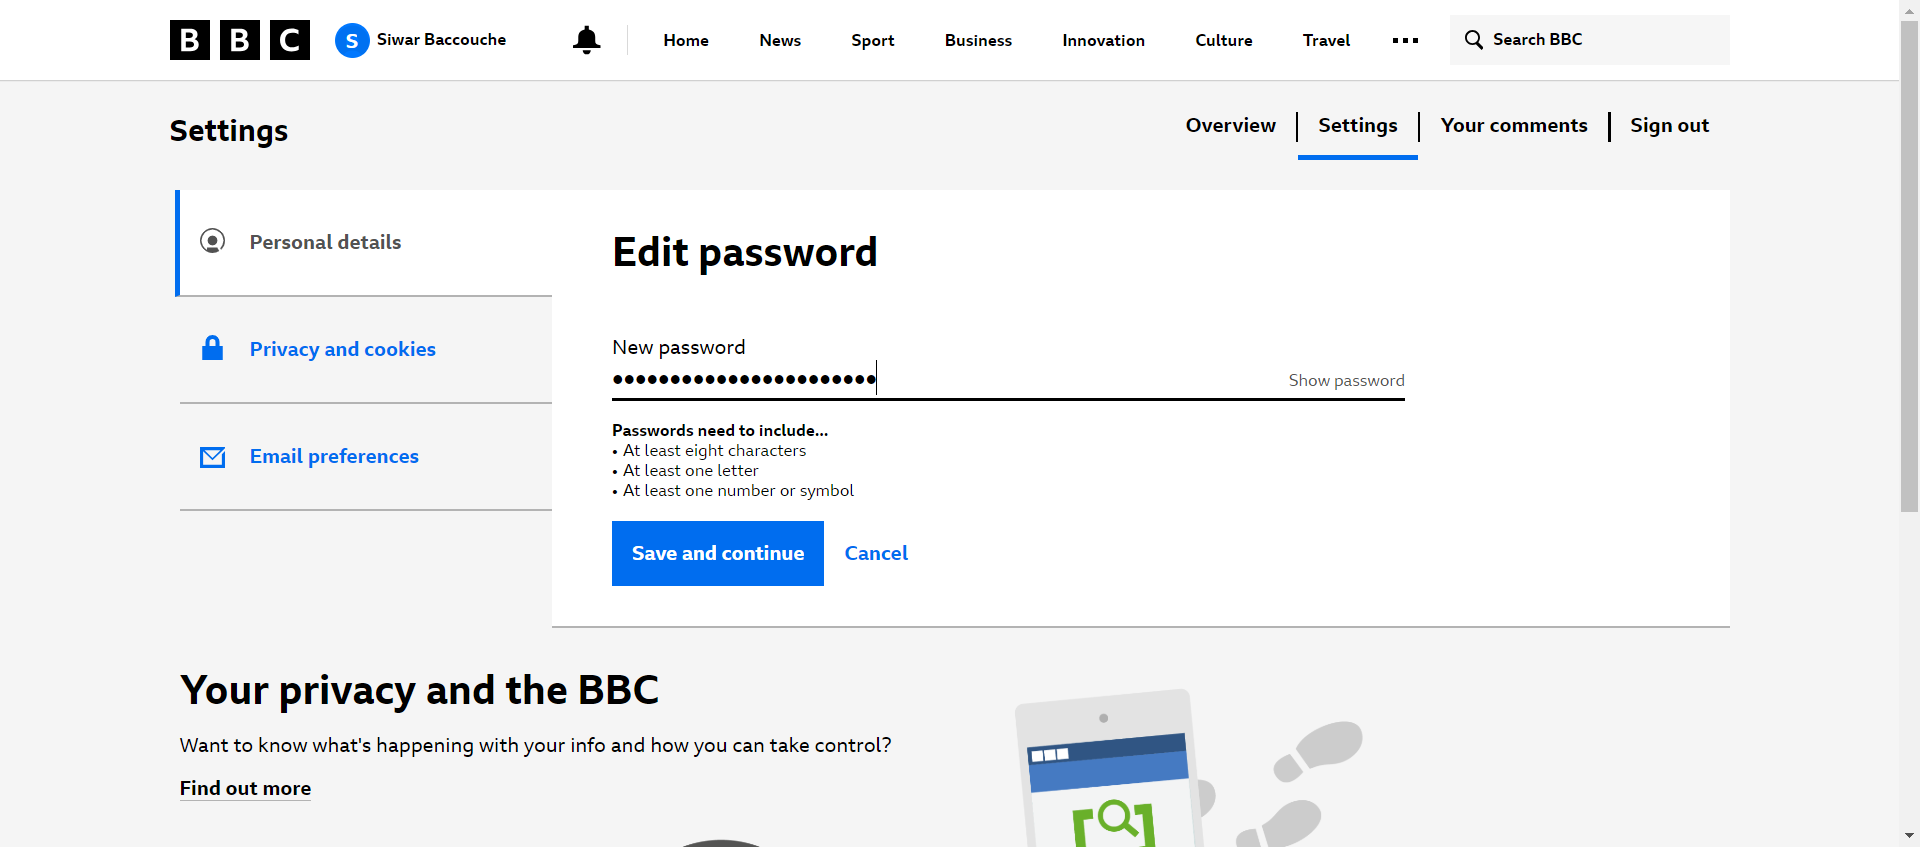 BBC
S Siwar Baccouche
Home
News
Sport
Business
Innovation
Culture
Travel
Search BBC
Settings
Overview
Settings
Your comments
Sign out
Personal details
Privacy and cookies
Email preferences
Edit password
New password
•••••••••••••••••••••••
Show password
Passwords need to include...
• At least eight characters
• At least one letter
• At least one number or symbol
Save and continue
Cancel
Your privacy and the BBC
Want to know what's happening with your info and how you can take control?
Find out more